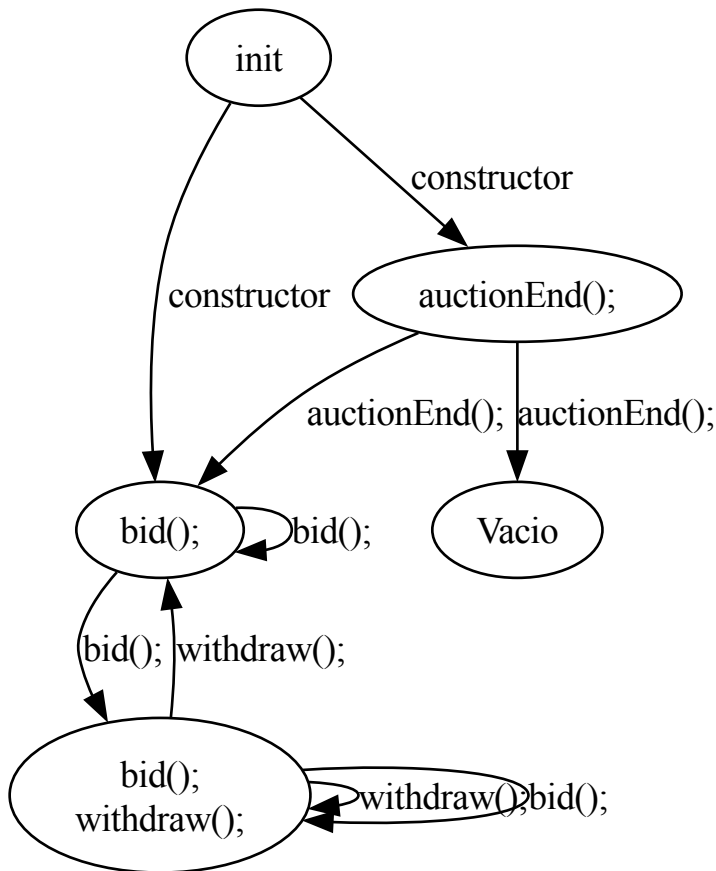 init
constructor
constructor
auctionEnd();
auctionEnd();
auctionEnd();
bid();
bid();
Vacio
bid();
withdraw();
bid();
withdraw();
withdraw();
bid();